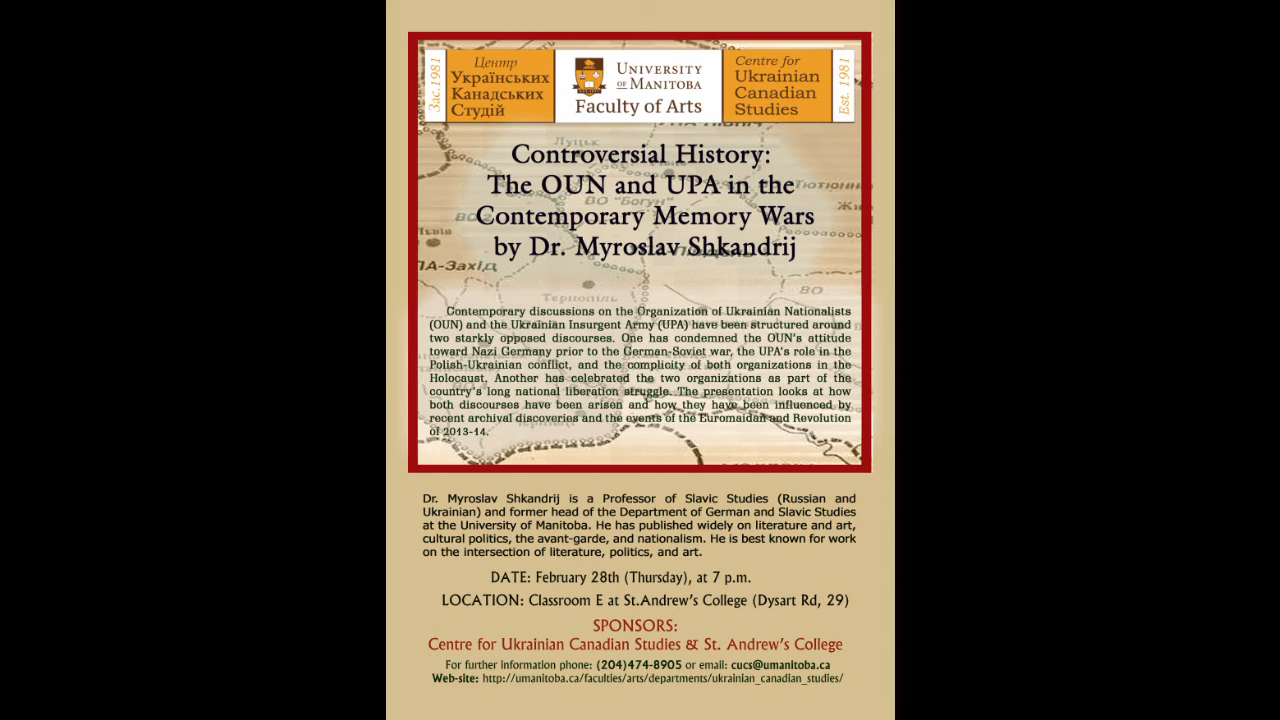 Зас.1981
Центр
Українських
Канадських
Студій
University
of Manitoba
Faculty of Arts
Centre for
Ukrainian
Canadian
Studies
Est. 1981
Луцьк
Controversial History:
The OUN and UPA in the
Contemporary Memory Wars
by Dr. Myroslav Shkandrij
ВО "Богун"
Тютюнник
ПА-Захід
ВО
Тернопіль
Contemporary discussions on the Organization of Ukrainian Nationalists
(OUN) and the Ukrainian Insurgent Army (UPA) have been structured around
two starkly opposed discourses. One has condemned the OUN's attitude
toward Nazi Germany prior to the German-Soviet war, the UPA's role in the
Polish-Ukrainian conflict, and the complicity of both organizations in the
Holocaust. Another has celebrated the two organizations as part of the
country's long national liberation struggle. The presentation looks at how
both discourses have been arisen and how they have been influenced by
recent archival discoveries and the events of the Euromaidan and Revolution
of 2013-14.
Dr. Myroslav Shkandrij is a Professor of Slavic Studies (Russian and
Ukrainian) and former head of the Department of German and Slavic Studies
at the University of Manitoba. He has published widely on literature and art,
cultural politics, the avant-garde, and nationalism. He is best known for work
on the intersection of literature, politics, and art.
DATE: February 28th (Thursday), at 7 p.m.
LOCATION: Classroom E at St.Andrew's College (Dysart Rd, 29)
SPONSORS:
Centre for Ukrainian Canadian Studies & St. Andrew's College
For further information phone: (204)474-8905 or email: cucs@umanitoba.ca
Web-site: http://umanitoba.ca/faculties/arts/departments/ukrainian_canadian_studies/